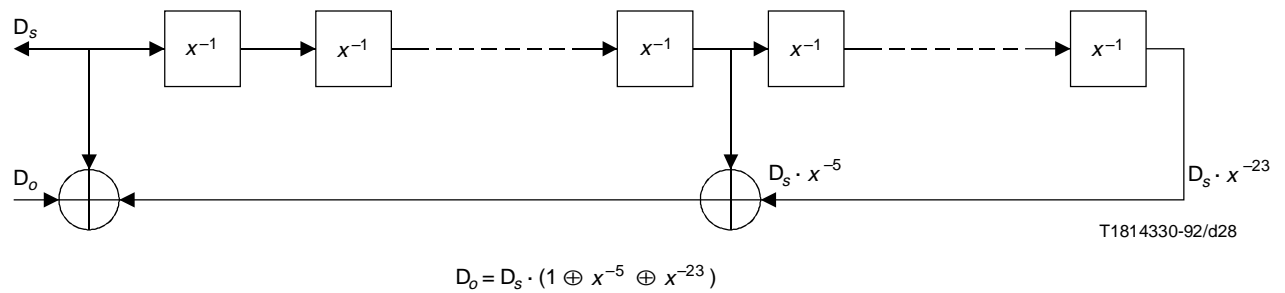 Dₛ
x⁻¹ x⁻¹ x⁻¹ x⁻¹ x⁻¹
Dₒ
Dₛ · x⁻⁵
Dₛ · x⁻²³
T1814330-92/d28
Dₒ = Dₛ · (1 ⊕ x⁻⁵ ⊕ x⁻²³)